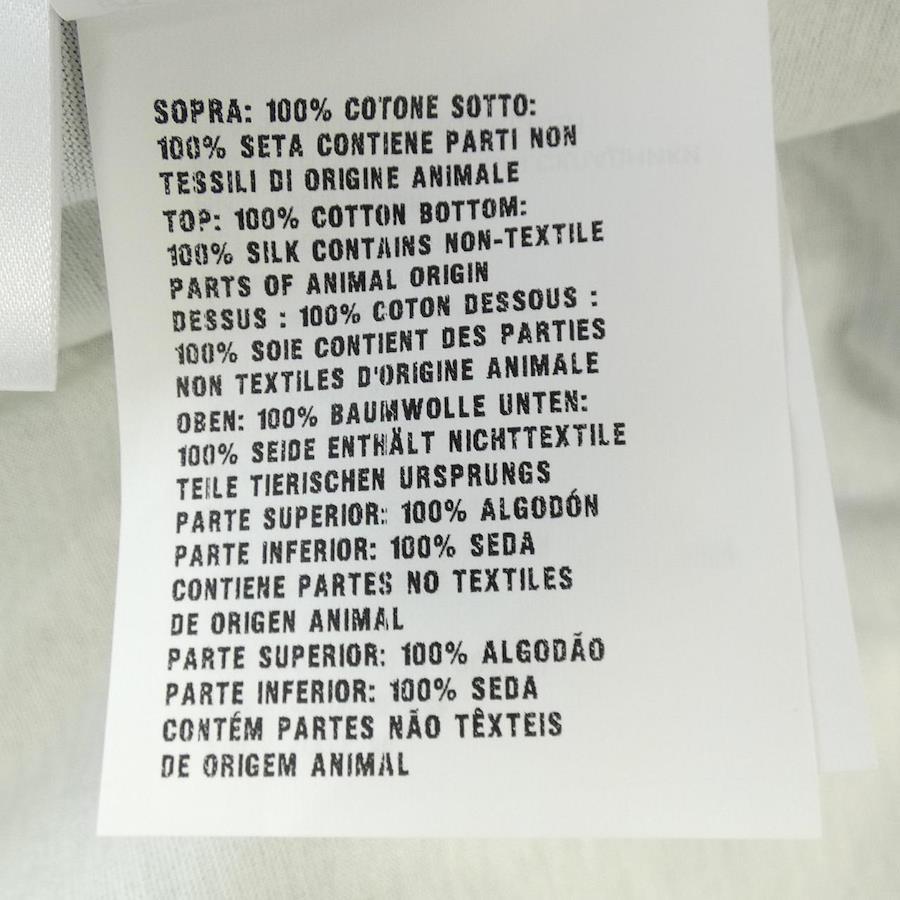 SOPRA: 100% COTONE SOTTO:
100% SETA CONTIENE PARTI NON
TESSILI DI ORIGINE ANIMALE
TOP: 100% COTTON BOTTOM:
100% SILK CONTAINS NON-TEXTILE
PARTS OF ANIMAL ORIGIN
DESSUS : 100% COTON DESSOUS :
100% SOIE CONTIENT DES PARTIES
NON TEXTILES D'ORIGINE ANIMALE
OBEN: 100% BAUMWOLLE UNTEN:
100% SEIDE ENTHÄLT NICHTTEXTILE
TEILE TIERISCHEN URSPRUNGS
PARTE SUPERIOR: 100% ALGODÓN
PARTE INFERIOR: 100% SEDA
CONTIENE PARTES NO TEXTILES
DE ORIGEN ANIMAL
PARTE SUPERIOR: 100% ALGODÃO
PARTE INFERIOR: 100% SEDA
CONTÉM PARTES NÃO TÊXTEIS
DE ORIGEM ANIMAL